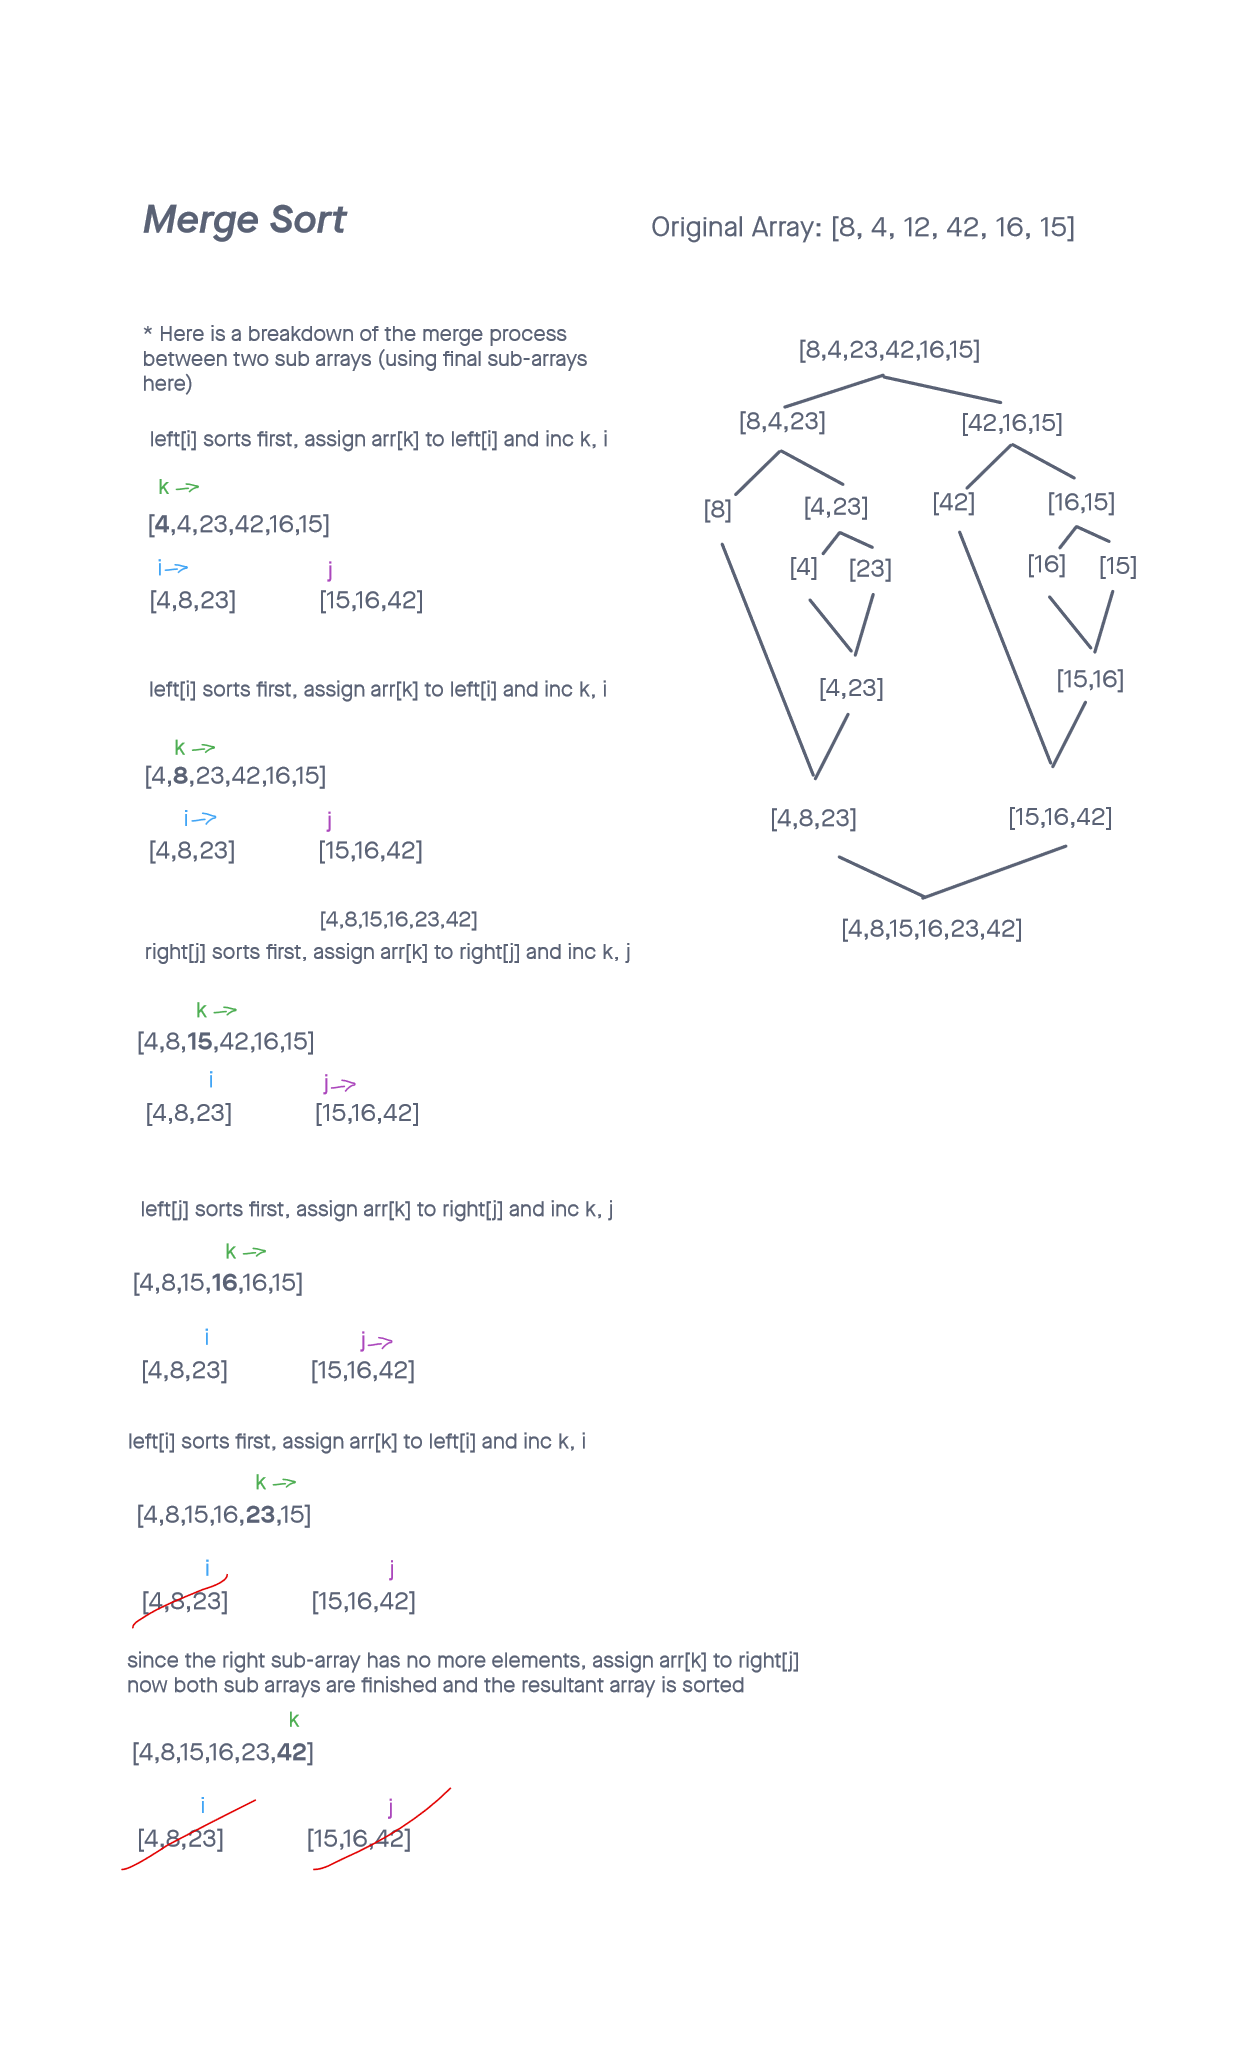 Merge Sort
Original Array: [8, 4, 12, 42, 16, 15]
* Here is a breakdown of the merge process
between two sub arrays (using final sub-arrays
here)
left[i] sorts first, assign arr[k] to left[i] and inc k, i
k
[4,4,23,42,16,15]
i
j
[4,8,23]
[15,16,42]
left[i] sorts first, assign arr[k] to left[i] and inc k, i
k
[4,8,23,42,16,15]
i
j
[4,8,23]
[15,16,42]
[4,8,15,16,23,42]
right[j] sorts first, assign arr[k] to right[j] and inc k, j
k
[4,8,15,42,16,15]
i
j
[4,8,23]
[15,16,42]
left[j] sorts first, assign arr[k] to right[j] and inc k, j
k
[4,8,15,16,16,15]
i
j
[4,8,23]
[15,16,42]
left[i] sorts first, assign arr[k] to left[i] and inc k, i
k
[4,8,15,16,23,15]
i
j
[4,8,23]
[15,16,42]
since the right sub-array has no more elements, assign arr[k] to right[j]
now both sub arrays are finished and the resultant array is sorted
k
[4,8,15,16,23,42]
i
j
[4,8,23]
[15,16,42]
[8,4,23,42,16,15]
[8,4,23]
[42,16,15]
[8]
[4,23]
[42]
[16,15]
[4]
[23]
[16]
[15]
[4,23]
[15,16]
[4,8,23]
[15,16,42]
[4,8,15,16,23,42]